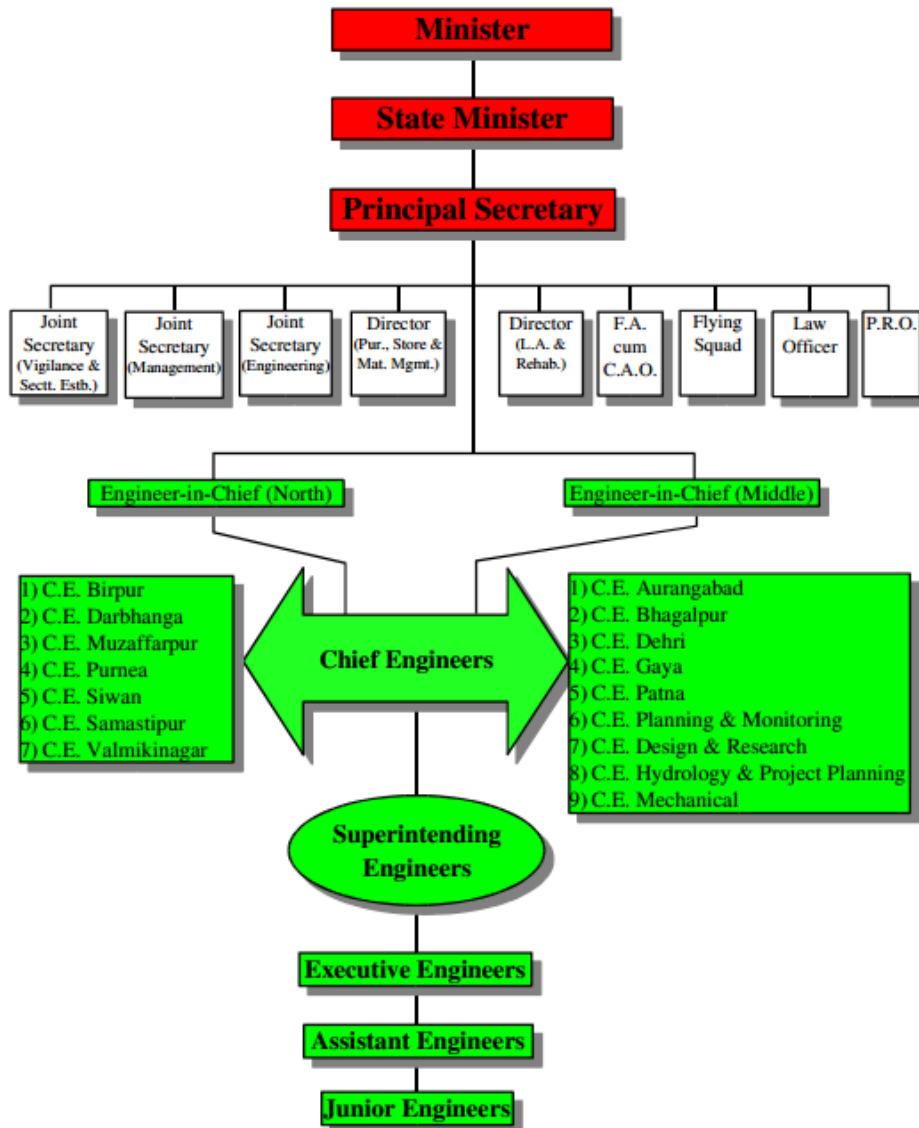 Minister
State Minister
Principal Secretary
Joint
Secretary
(Vigilance &
Sectt. Estb.)
Joint
Secretary
(Management)
Joint
Secretary
(Engineering)
Director
(Pur., Store &
Mat. Mgmt.)
Director
(L.A. &
Rehab.)
F.A.
cum
C.A.O.
Flying
Squad
Law
Officer
P.R.O.
Engineer-in-Chief (North)
Engineer-in-Chief (Middle)
1) C.E. Birpur
2) C.E. Darbhanga
3) C.E. Muzaffarpur
4) C.E. Purnea
5) C.E. Siwan
6) C.E. Samastipur
7) C.E. Valmikinagar
Chief Engineers
1) C.E. Aurangabad
2) C.E. Bhagalpur
3) C.E. Dehri
4) C.E. Gaya
5) C.E. Patna
6) C.E. Planning & Monitoring
7) C.E. Design & Research
8) C.E. Hydrology & Project Planning
9) C.E. Mechanical
Superintending
Engineers
Executive Engineers
Assistant Engineers
Junior Engineers